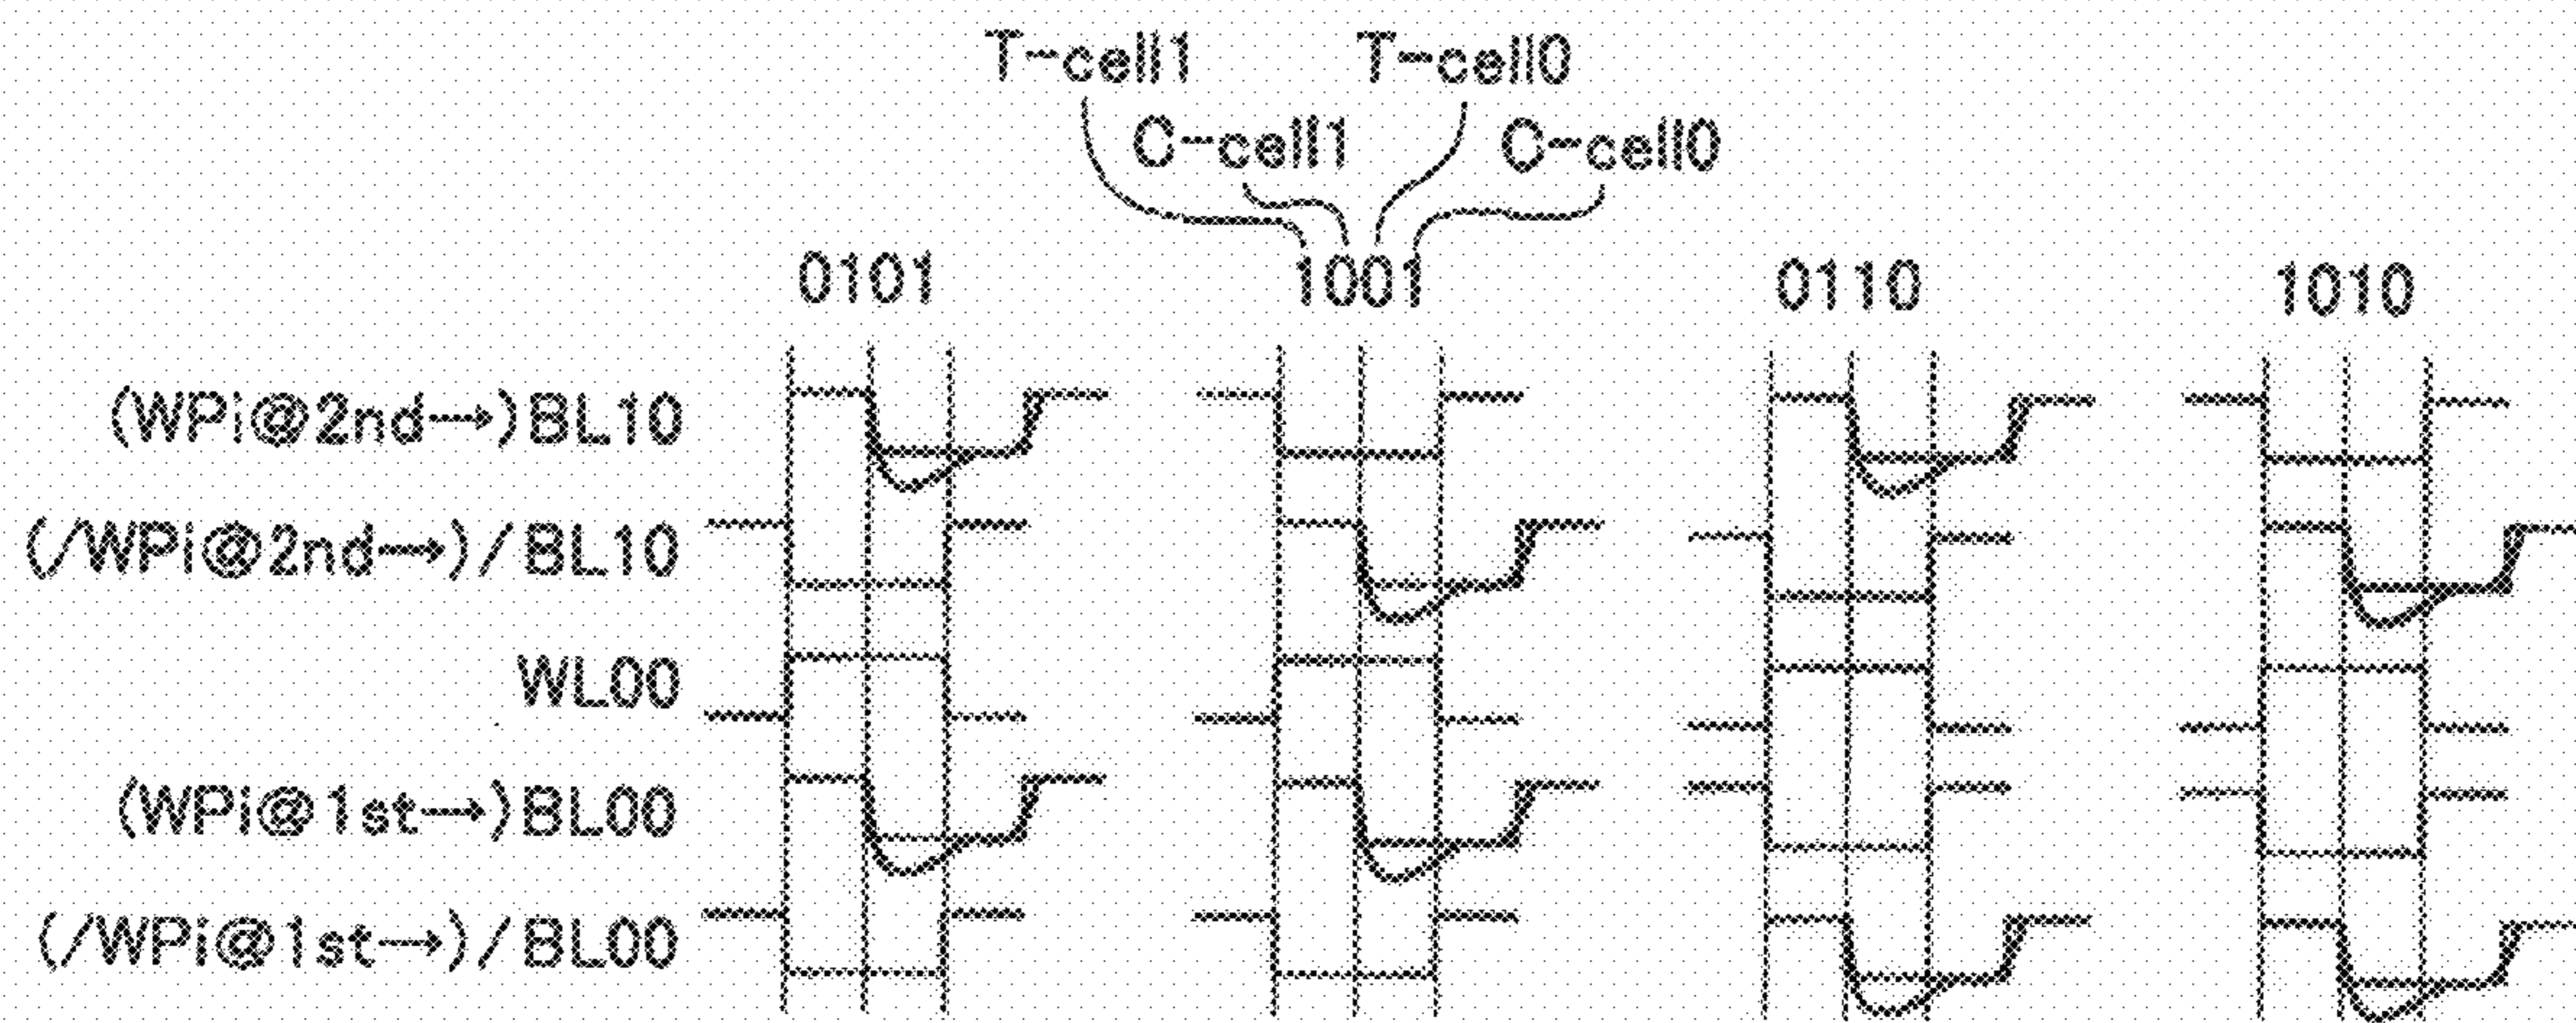 T-cell1 T-cell0
C-cell1 C-cell0
0101 1001 0110 1010
(WPi@2nd→)BL10
(/WPi@2nd→)/BL10
WL00
(WPi@1st→)BL00
(/WPi@1st→)/BL00